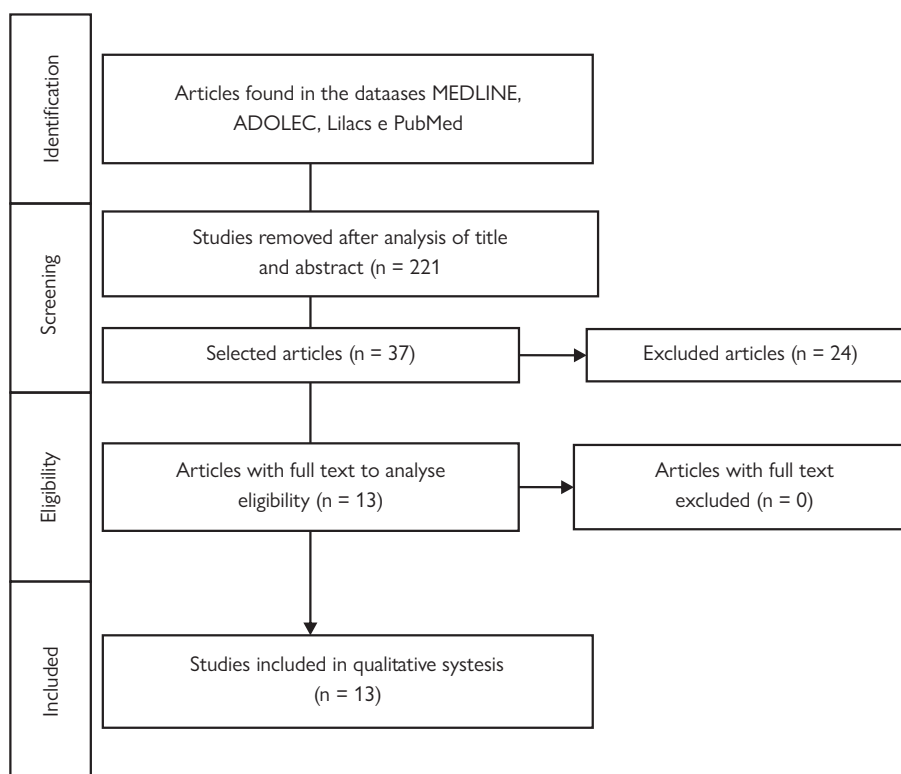 Identification
Articles found in the dataases MEDLINE,
ADOLEC, Lilacs e PubMed
Screening
Studies removed after analysis of title
and abstract (n = 221
Selected articles (n = 37)
Excluded articles (n = 24)
Eligibility
Articles with full text to analyse
eligibility (n = 13)
Articles with full text
excluded (n = 0)
Included
Studies included in qualitative systesis
(n = 13)